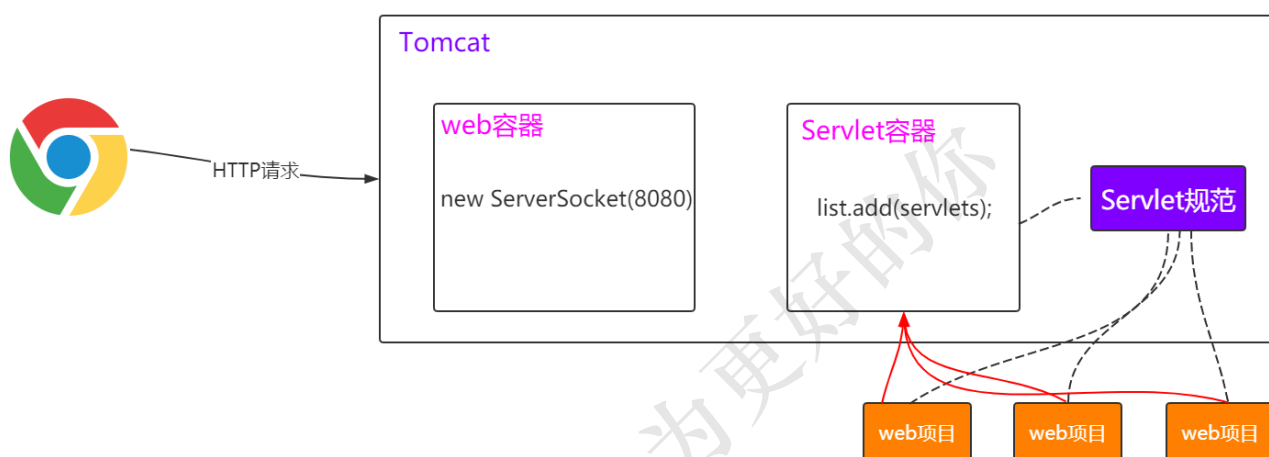 Tomcat
web容器
Servlet容器
HTTP请求
new ServerSocket(8080)
list.add(servlets);
Servlet规范
为更好的你
web项目
web项目
web项目